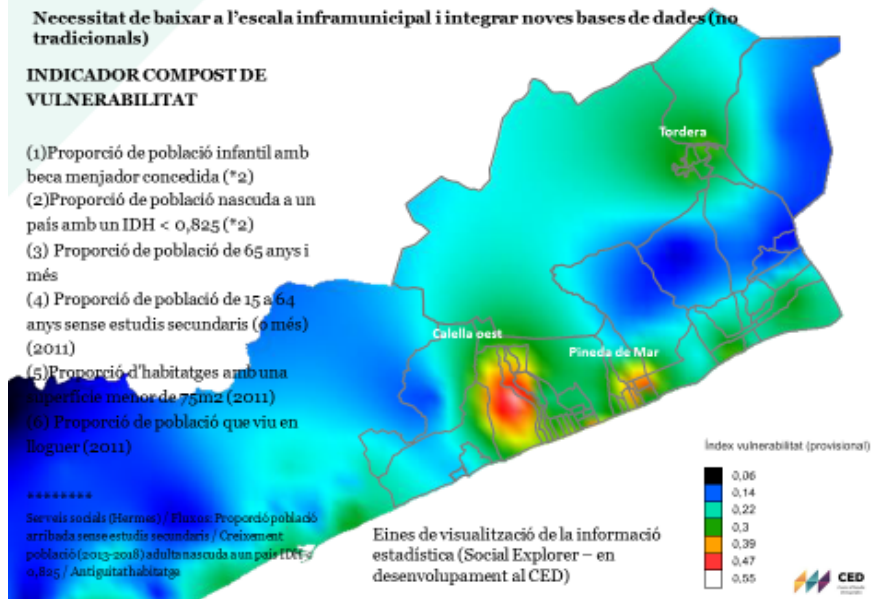 Necessitat de baixar a l'escala inframunicipal i integrar noves bases de dades (no
tradicionals)
INDICADOR COMPOST DE
VULNERABILITAT
(1)Proporció de població infantil amb
beca menjador concedida (*2)
(2)Proporció de població nascuda a un
país amb un IDH < 0,825 (*2)
(3) Proporció de població de 65 anys i
més
(4) Proporció de població de 15 a 64
anys sense estudis secundaris (o més)
(2011)
(5)Proporció d'habitatges amb una
superfície menor de 75m2 (2011)
(6) Proporció de població que viu en
lloguer (2011)
********
Serveis socials (Hermes) / Fluxos: Proporció població
arribada sense estudis secundaris / Creixement
població (2013-2018) adulta nascuda a un país IDH <
0,825 / Antiguitat habitatge
Tordera
Calella oest
Pineda de Mar
Eines de visualització de la informació
estadística (Social Explorer – en
desenvolupament al CED)
Índex vulnerabilitat (provisional)
0,06
0,14
0,22
0,3
0,39
0,47
0,55
CED